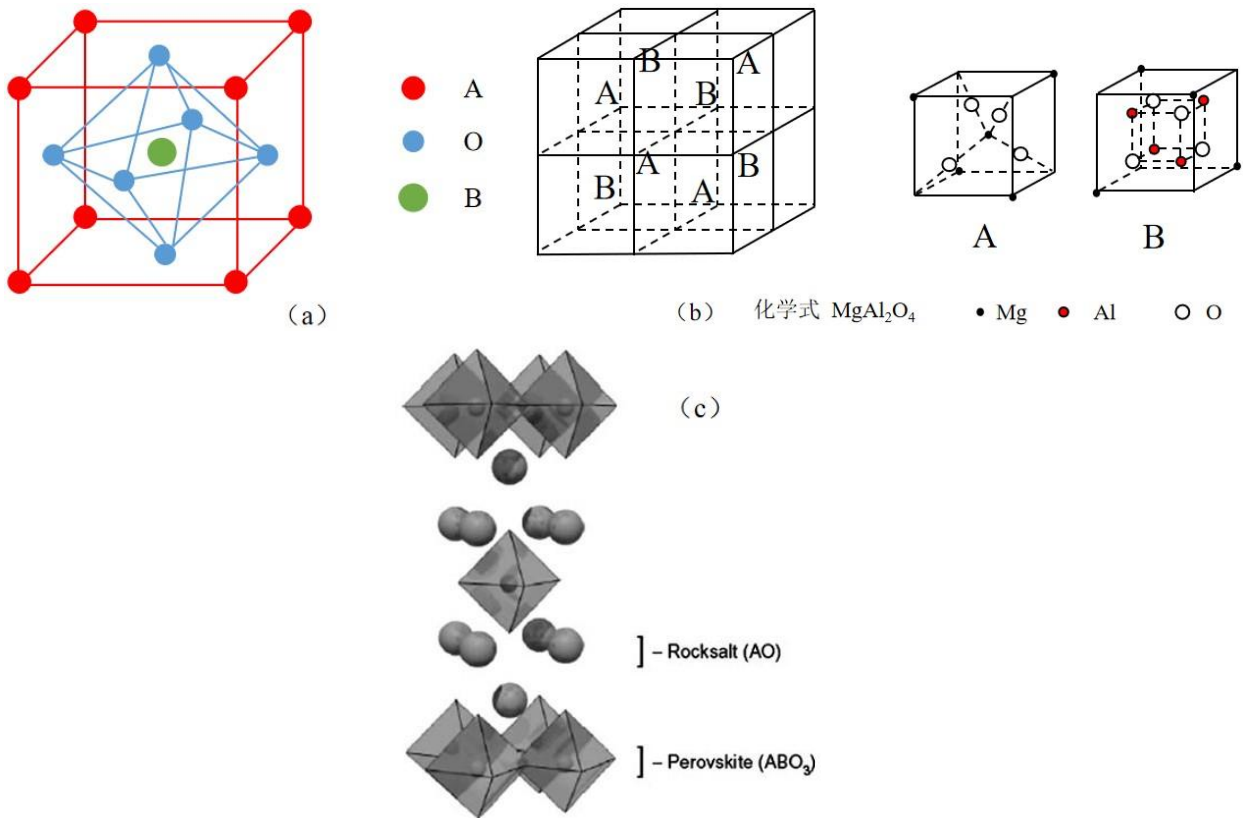 A
O
B
(a)
B A
A B
A B
B A
A B
(b) 化学式 MgAl₂O₄ Mg Al O
(c)
] – Rocksalt (AO)
] – Perovskite (ABO₃)